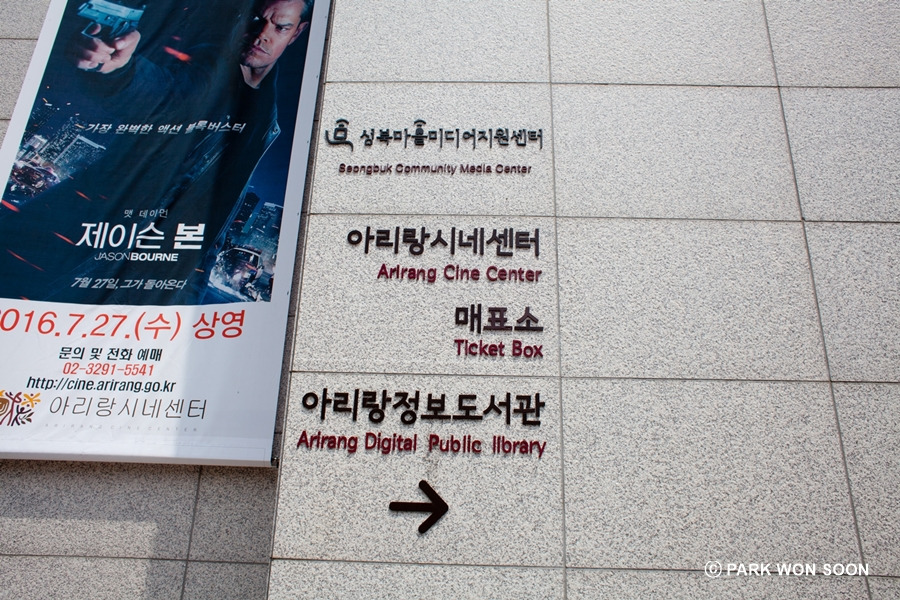 가장 완벽한 액션 블록버스터
맷 데이먼
제이슨 본
JASON BOURNE
7월 27일, 그가 돌아온다
2016.7.27.(수) 상영
문의 및 전화 예매
02-3291-5541
http://cine.arirang.go.kr
아리랑시네센터
ARIRANG CINE CENTER
성북마을미디어지원센터
Seongbuk Community Media Center
아리랑시네센터
Arirang Cine Center
매표소
Ticket Box
아리랑정보도서관
Arirang Digital Public library
→
© PARK WON SOON